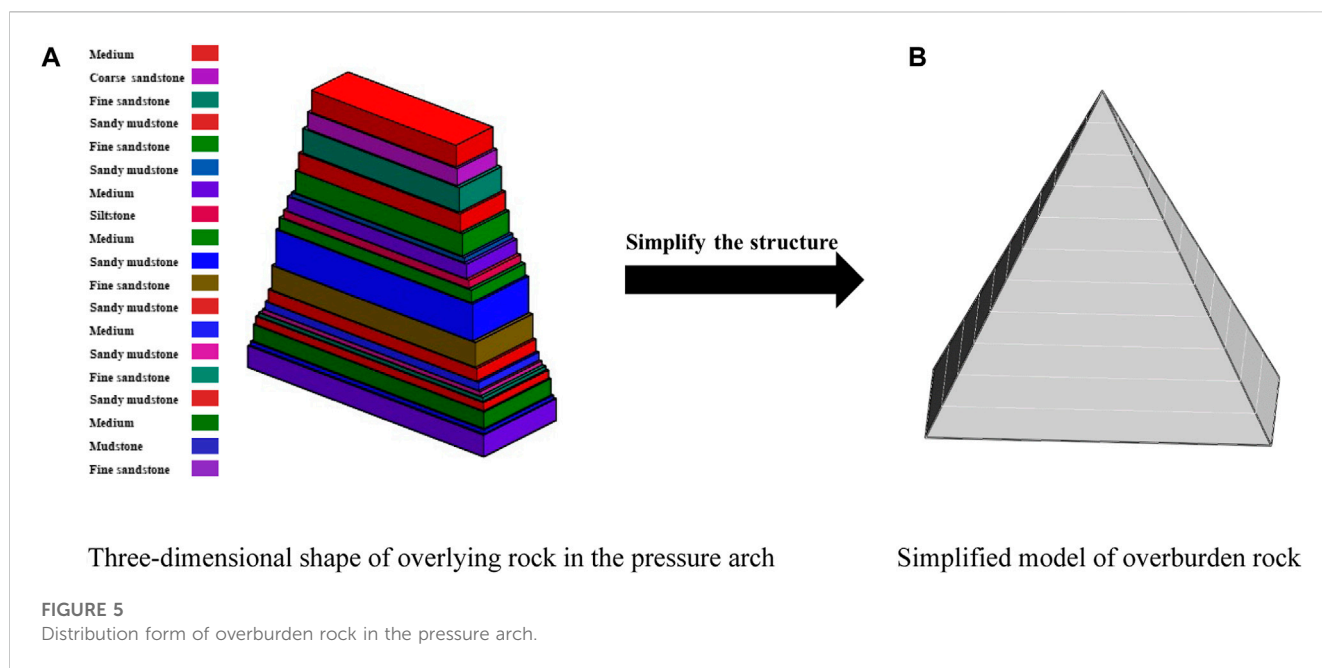 A
Medium
Coarse sandstone
Fine sandstone
Sandy mudstone
Fine sandstone
Sandy mudstone
Medium
Siltstone
Medium
Sandy mudstone
Fine sandstone
Sandy mudstone
Medium
Sandy mudstone
Fine sandstone
Sandy mudstone
Medium
Mudstone
Fine sandstone
Simplify the structure
B
Three-dimensional shape of overlying rock in the pressure arch
Simplified model of overburden rock
FIGURE 5
Distribution form of overburden rock in the pressure arch.